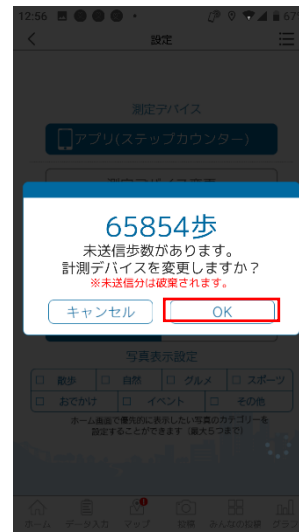 12:56
67%
設定
測定デバイス
アプリ(ステップカウンター)
65854歩
未送信歩数があります。
計測デバイスを変更しますか？
※未送信分は破棄されます。
キャンセル
OK
写真表示設定
散歩
自然
グルメ
スポーツ
おでかけ
イベント
その他
ホーム画面で優先的に表示したい写真のカテゴリーを
設定することができます（最大5つまで）
ホーム
データ入力
マップ
投稿
みんなの投稿
グラフ